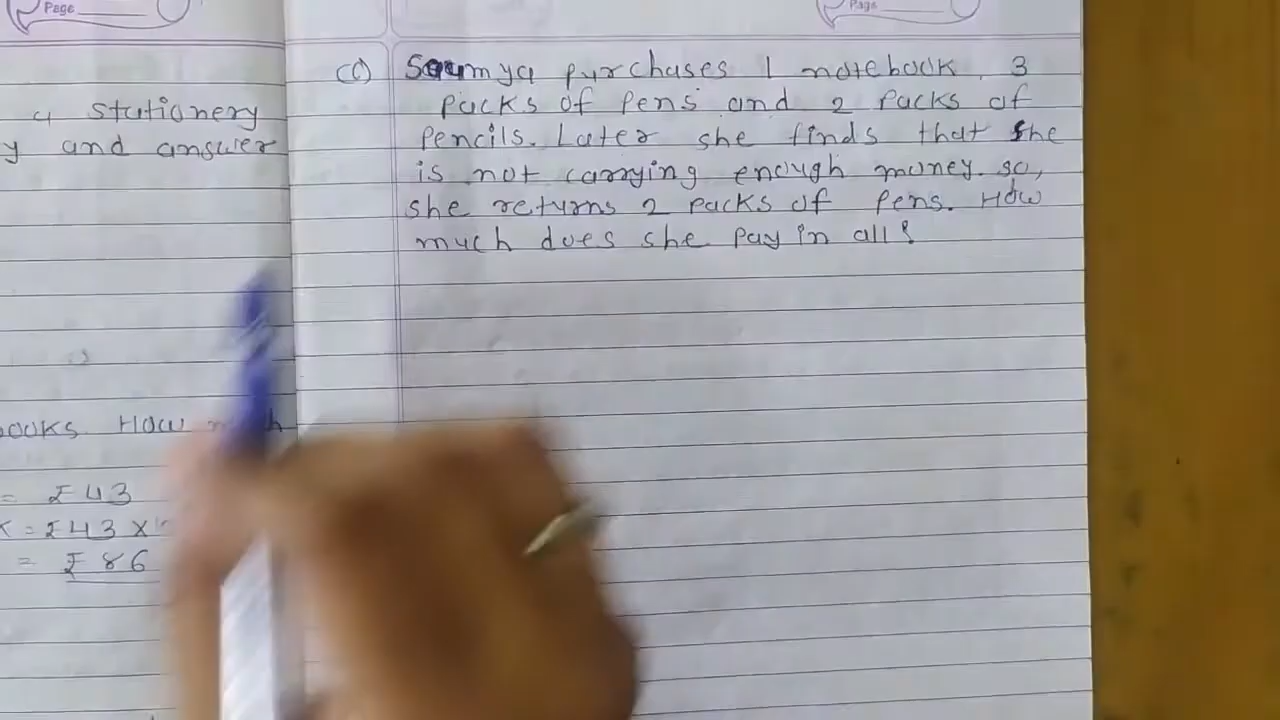 Page
Page
a stationery
y and answer
ooks. How much
= ₹ 43
K = ₹ 43 X
= ₹ 86
(C) Soumya purchases 1 notebook, 3
packs of pens and 2 packs of
pencils. Later she finds that she
is not carrying enough money. so,
she returns 2 packs of pens. How
much does she pay in all?